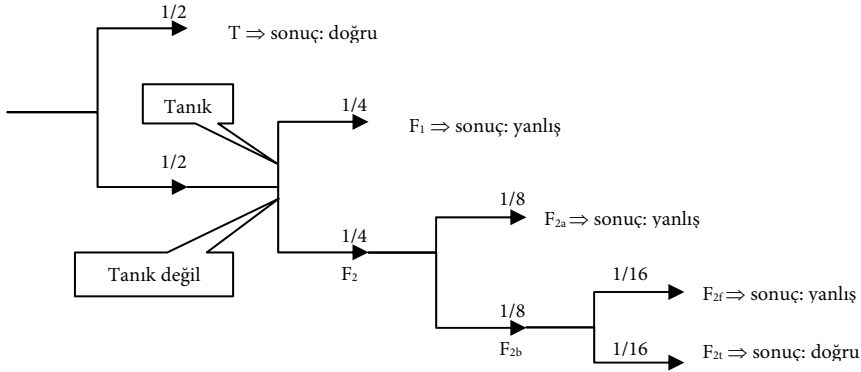 1/2
T ⇒ sonuç: doğru
Tanık
1/4
F₁ ⇒ sonuç: yanlış
1/2
1/8
F₂ₐ ⇒ sonuç: yanlış
1/4
Tanık değil
F₂
1/16
F₂f ⇒ sonuç: yanlış
1/8
F₂b
1/16
F₂t ⇒ sonuç: doğru